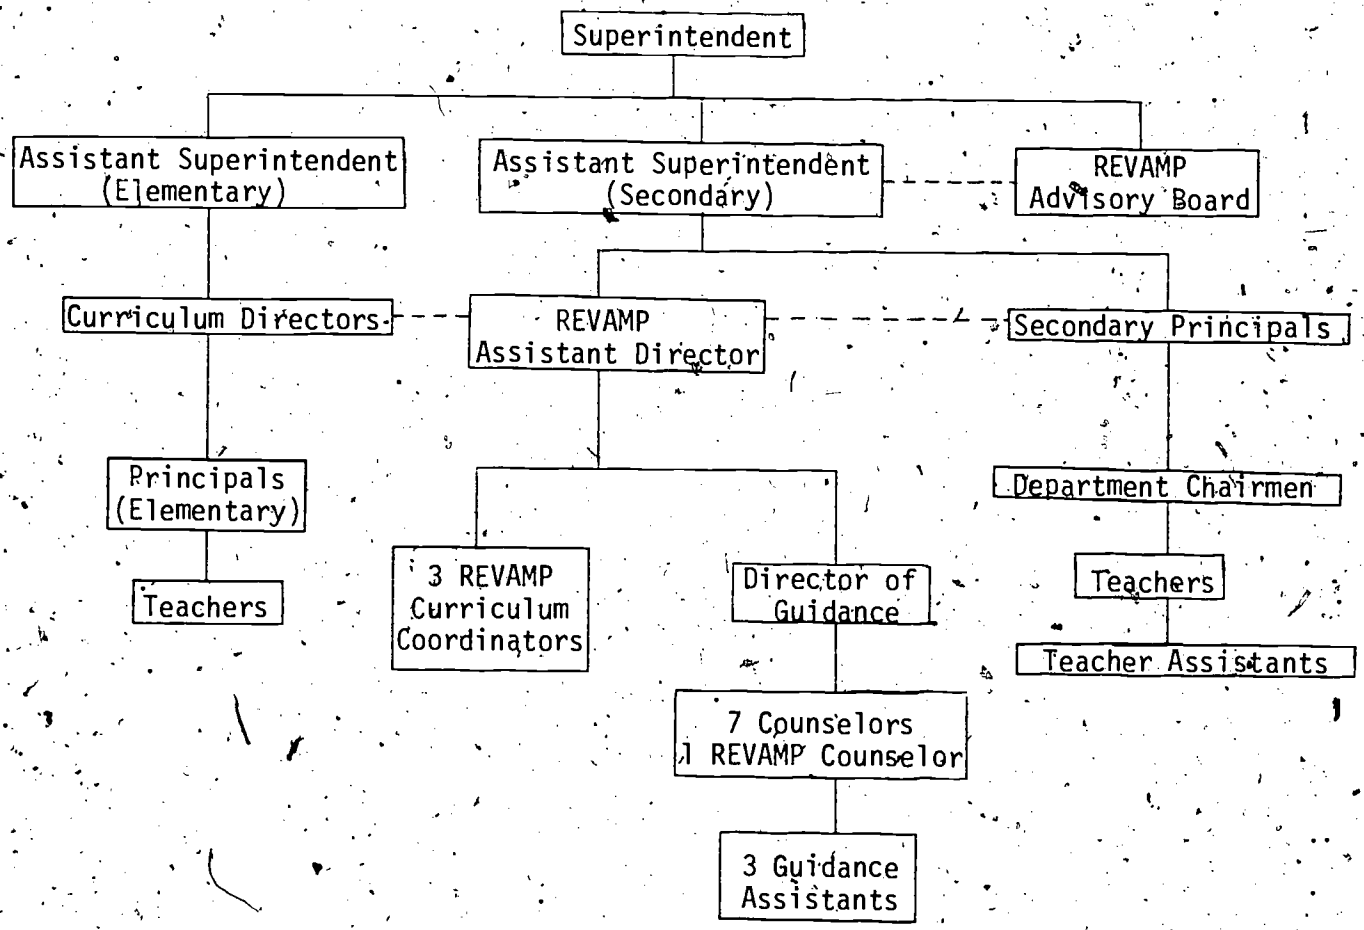 Superintendent
Assistant Superintendent
(Elementary)
Assistant Superintendent
(Secondary)
REVAMP
Advisory Board
Curriculum Directors
REVAMP
Assistant Director
Secondary Principals
Principals
(Elementary)
Department Chairmen
3 REVAMP
Curriculum
Coordinators
Director of
Guidance
Teachers
Teachers
Teacher Assistants
7 Counselors
1 REVAMP Counselor
3 Guidance
Assistants